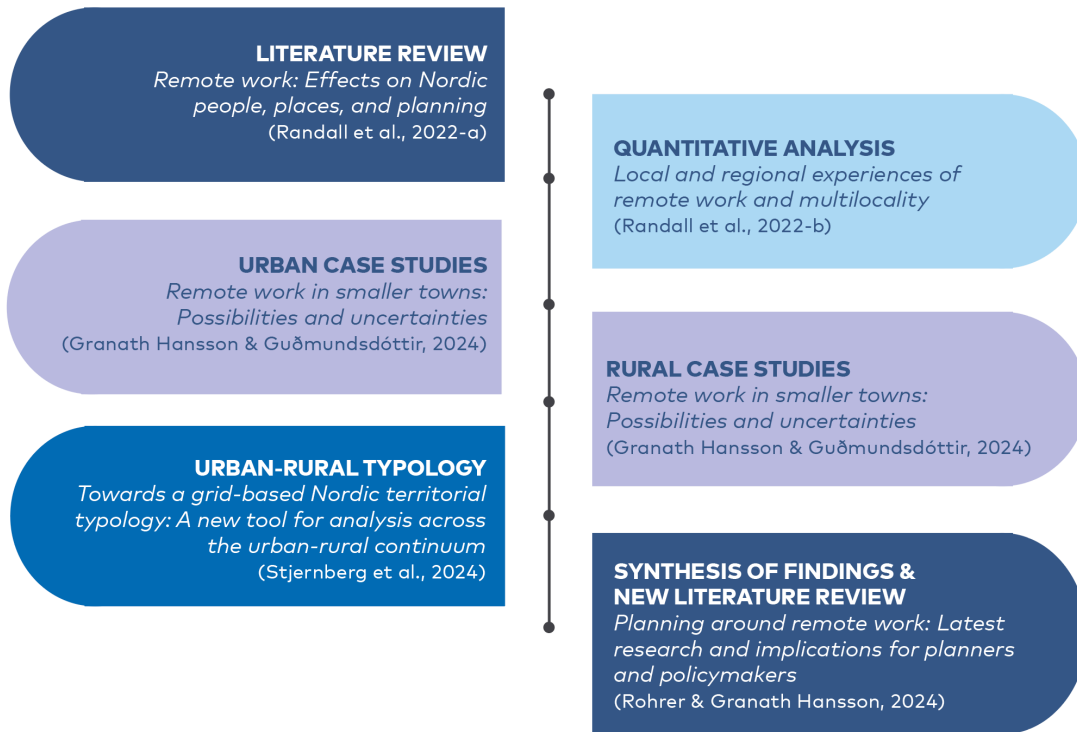 LITERATURE REVIEW
Remote work: Effects on Nordic
people, places, and planning
(Randall et al., 2022-a)
QUANTITATIVE ANALYSIS
Local and regional experiences of
remote work and multilocality
(Randall et al., 2022-b)
URBAN CASE STUDIES
Remote work in smaller towns:
Possibilities and uncertainties
(Granath Hansson & Guðmundsdóttir, 2024)
RURAL CASE STUDIES
Remote work in smaller towns:
Possibilities and uncertainties
(Granath Hansson & Guðmundsdóttir, 2024)
URBAN-RURAL TYPOLOGY
Towards a grid-based Nordic territorial
typology: A new tool for analysis across
the urban-rural continuum
(Stjernberg et al., 2024)
SYNTHESIS OF FINDINGS &
NEW LITERATURE REVIEW
Planning around remote work: Latest
research and implications for planners
and policymakers
(Rohrer & Granath Hansson, 2024)